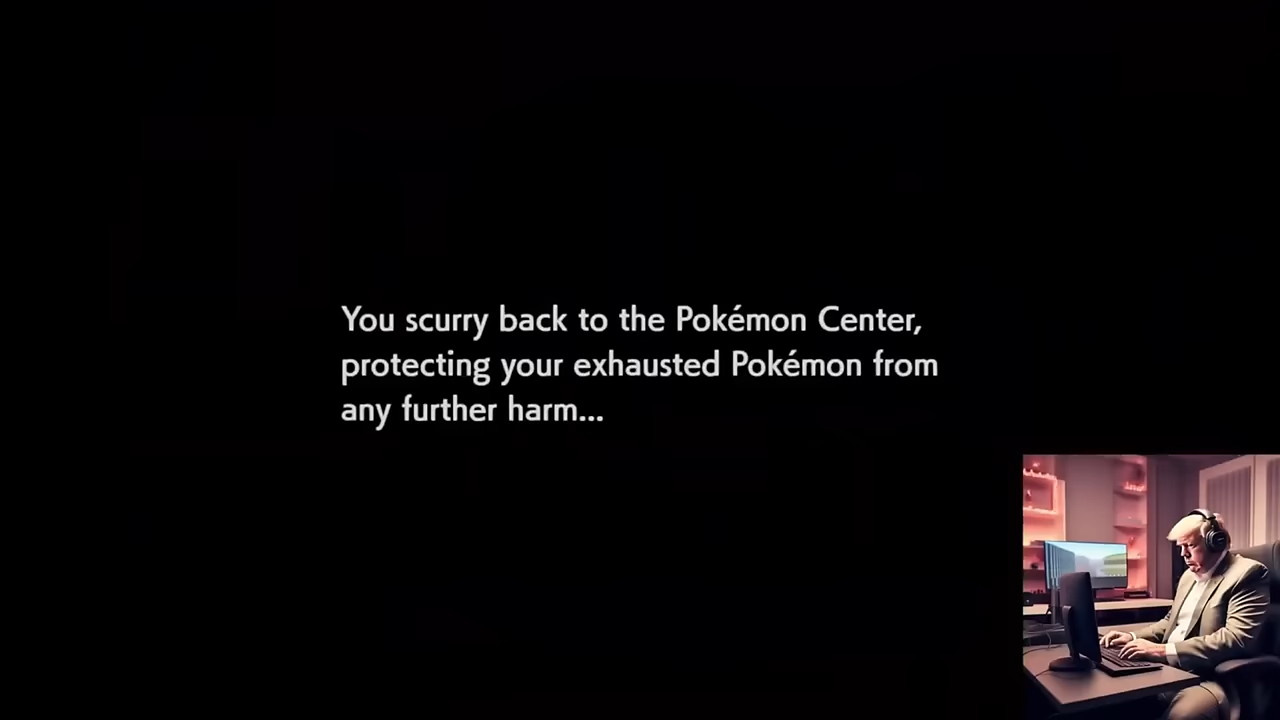 You scurry back to the Pokémon Center,
protecting your exhausted Pokémon from
any further harm...